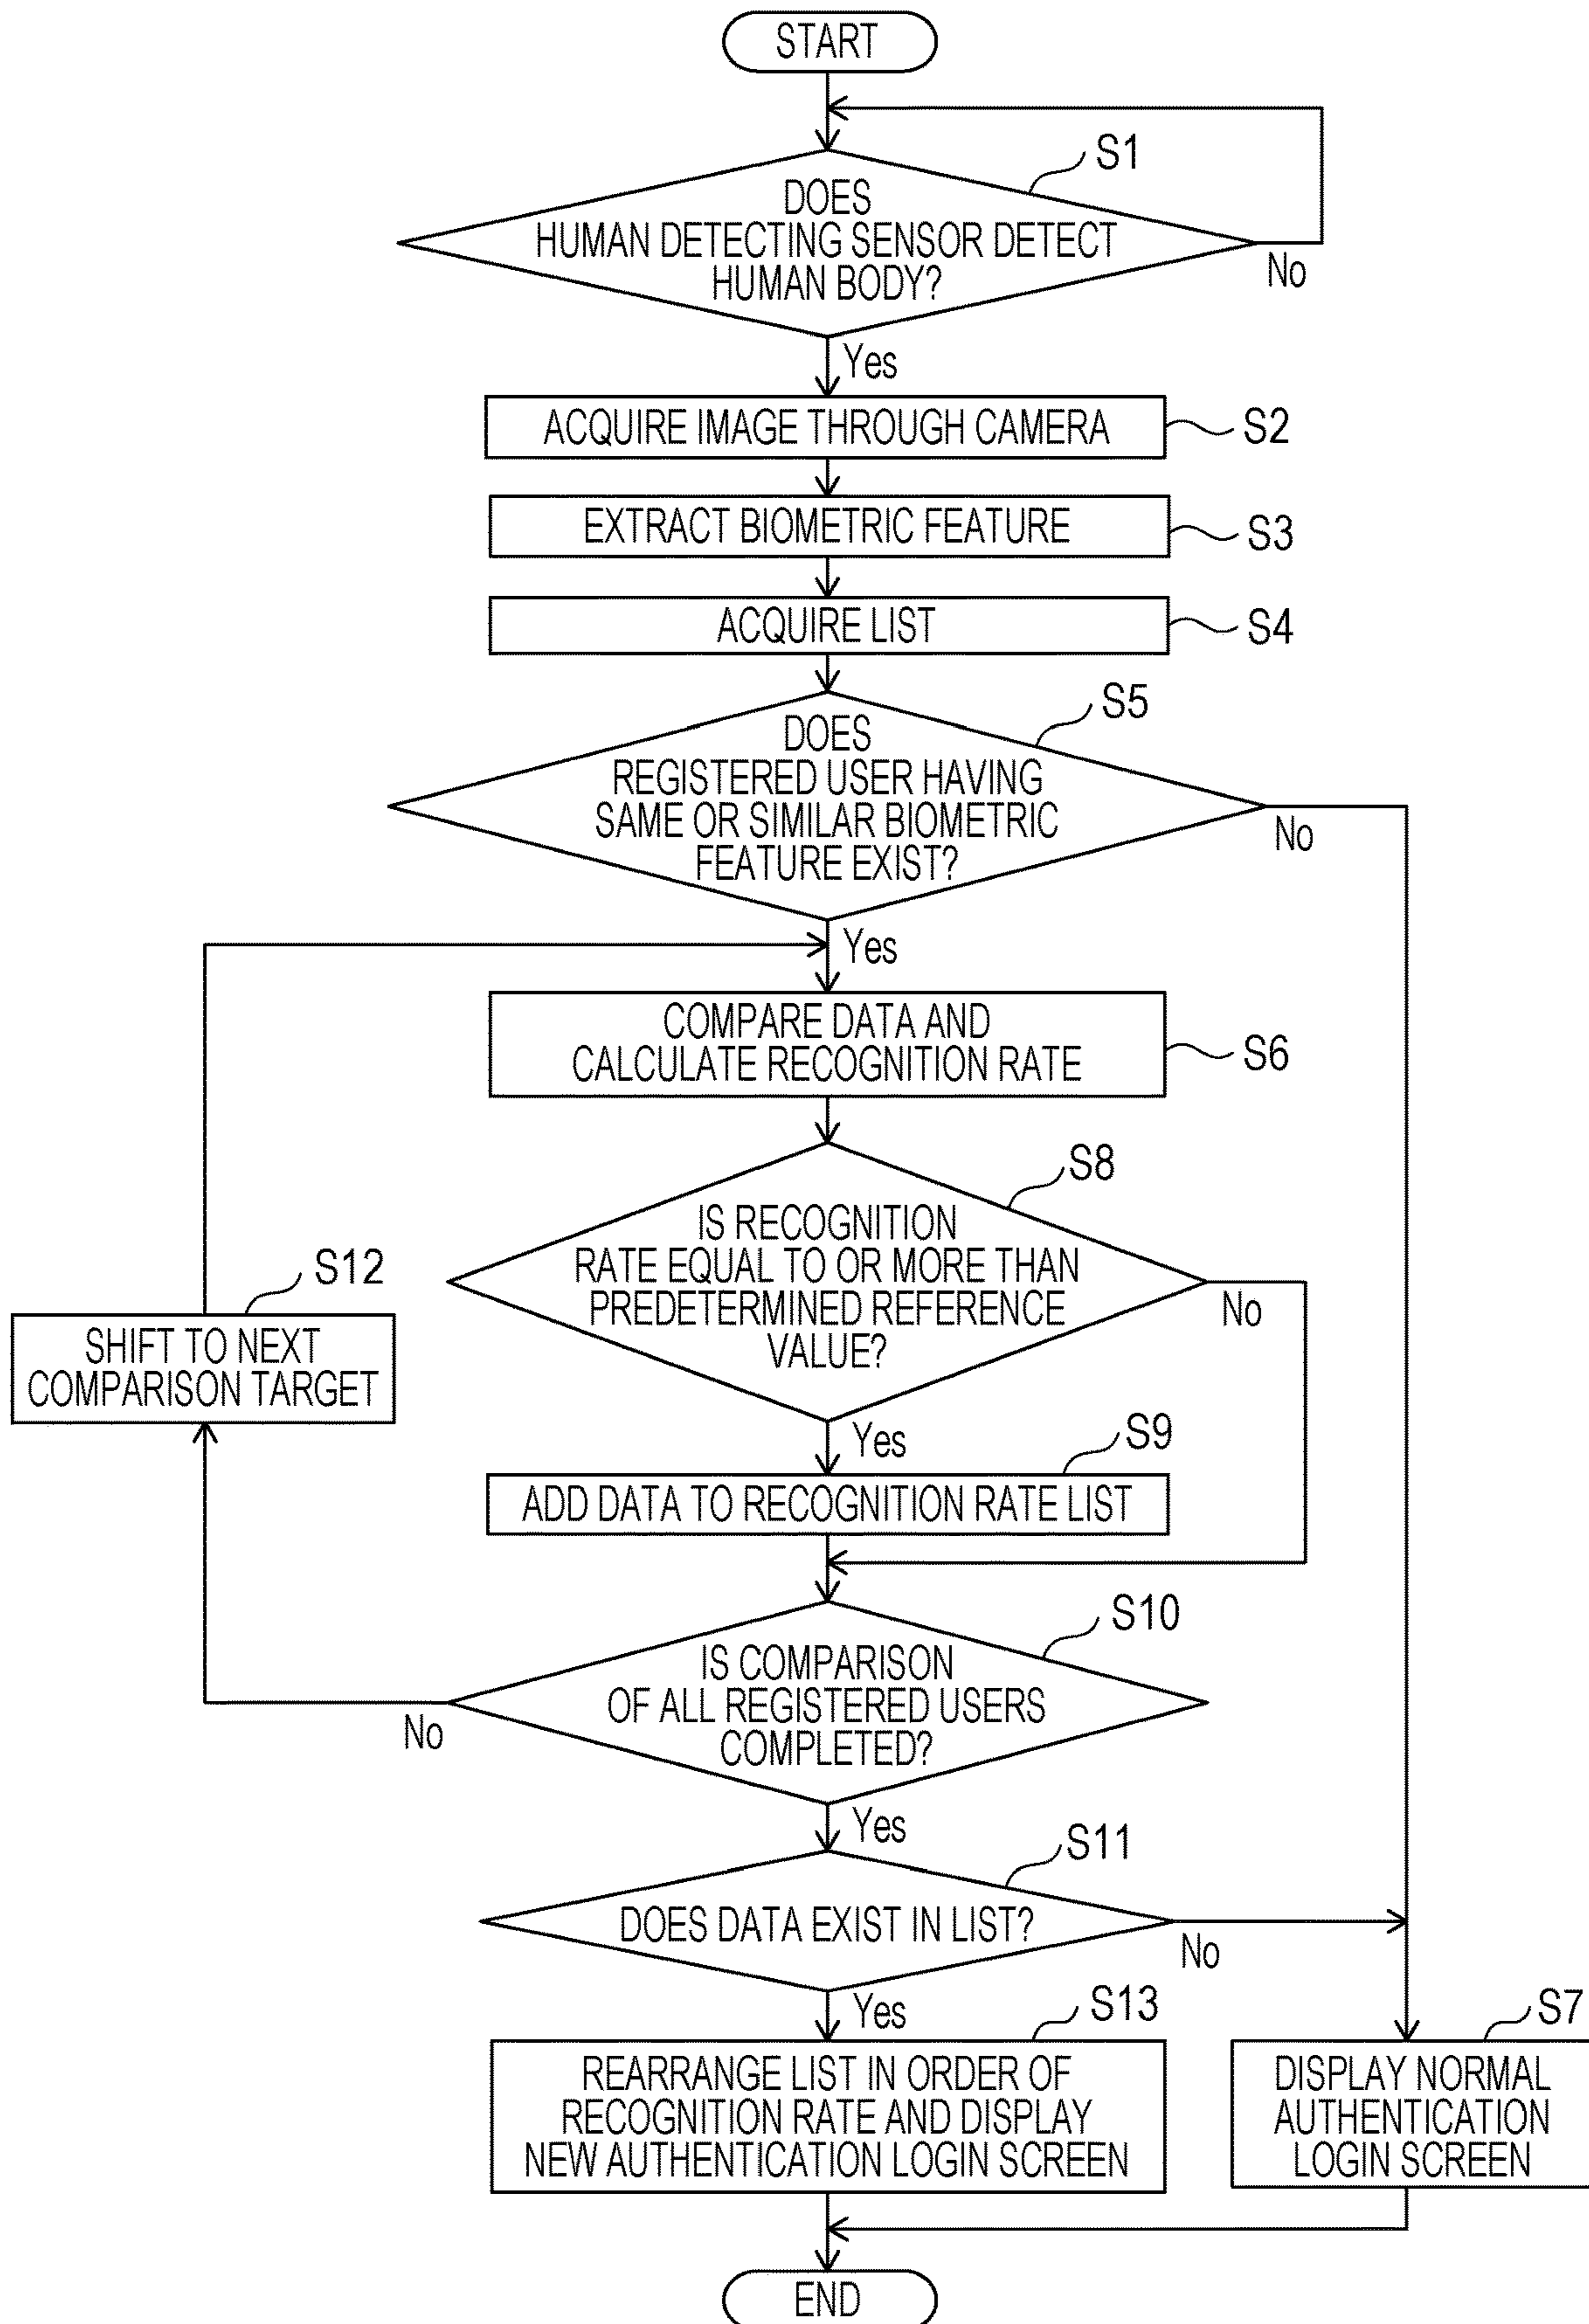 START
S1
DOES
HUMAN DETECTING SENSOR DETECT
HUMAN BODY?
No
Yes
ACQUIRE IMAGE THROUGH CAMERA
S2
EXTRACT BIOMETRIC FEATURE
S3
ACQUIRE LIST
S4
S5
DOES
REGISTERED USER HAVING
SAME OR SIMILAR BIOMETRIC
FEATURE EXIST?
No
Yes
COMPARE DATA AND
CALCULATE RECOGNITION RATE
S6
S8
IS RECOGNITION
RATE EQUAL TO OR MORE THAN
PREDETERMINED REFERENCE
VALUE?
No
S12
SHIFT TO NEXT
COMPARISON TARGET
Yes
S9
ADD DATA TO RECOGNITION RATE LIST
S10
IS COMPARISON
OF ALL REGISTERED USERS
COMPLETED?
No
Yes
S11
DOES DATA EXIST IN LIST?
No
Yes
S13
REARRANGE LIST IN ORDER OF
RECOGNITION RATE AND DISPLAY
NEW AUTHENTICATION LOGIN SCREEN
S7
DISPLAY NORMAL
AUTHENTICATION
LOGIN SCREEN
END